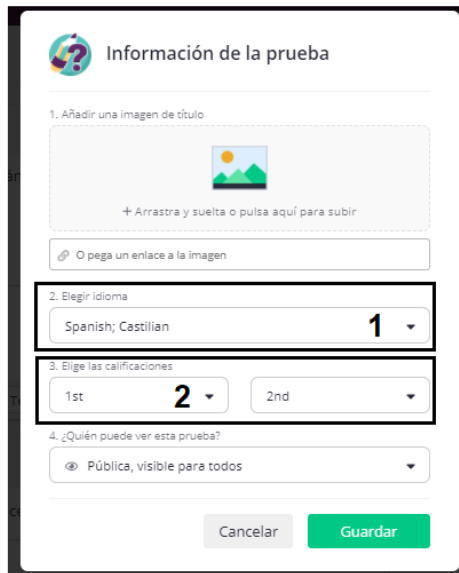 Información de la prueba
1. Añadir una imagen de título
+ Arrastra y suelta o pulsa aquí para subir
O pega un enlace a la imagen
2. Elegir idioma
Spanish; Castilian 1
3. Elige las calificaciones
1st 2 2nd
4. ¿Quién puede ver esta prueba?
Pública, visible para todos
Cancelar Guardar